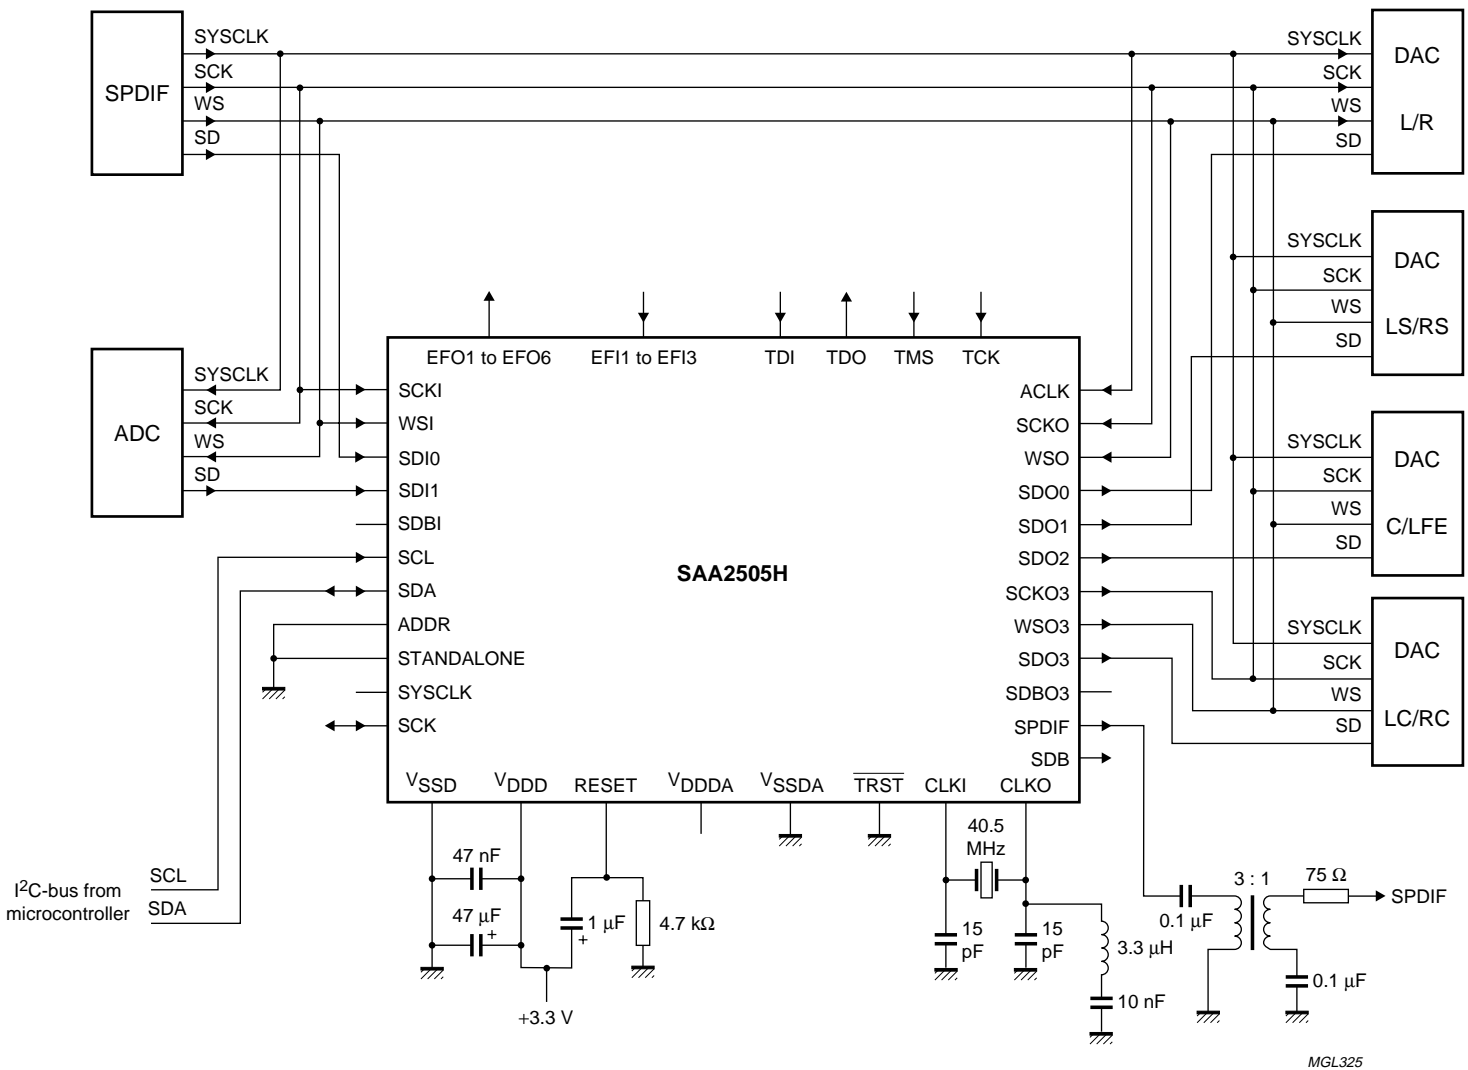 SPDIF
SYSCLK
SCK
WS
SD
SYSCLK
SCK
WS
SD
DAC
L/R
SYSCLK
SCK
WS
SD
DAC
LS/RS
ADC
SYSCLK
SCK
WS
SD
SYSCLK
SCK
WS
SD
DAC
C/LFE
SYSCLK
SCK
WS
SD
DAC
LC/RC
EFO1 to EFO6
EFI1 to EFI3
TDI
TDO
TMS
TCK
SCKI
WSI
SDI0
SDI1
SDBI
SCL
SDA
ADDR
STANDALONE
SYSCLK
SCK
SAA2505H
ACLK
SCKO
WSO
SDO0
SDO1
SDO2
SCKO3
WSO3
SDO3
SDBO3
SPDIF
SDB
VSSD
VDDD
RESET
VDDDA
VSSDA
TRST
CLKI
CLKO
47 nF
47 µF
+
1 µF
+
4.7 kΩ
+3.3 V
40.5
MHz
15
pF
15
pF
3.3 µH
10 nF
0.1 µF
3 : 1
75 Ω
SPDIF
0.1 µF
I²C-bus from
microcontroller
SCL
SDA
MGL325